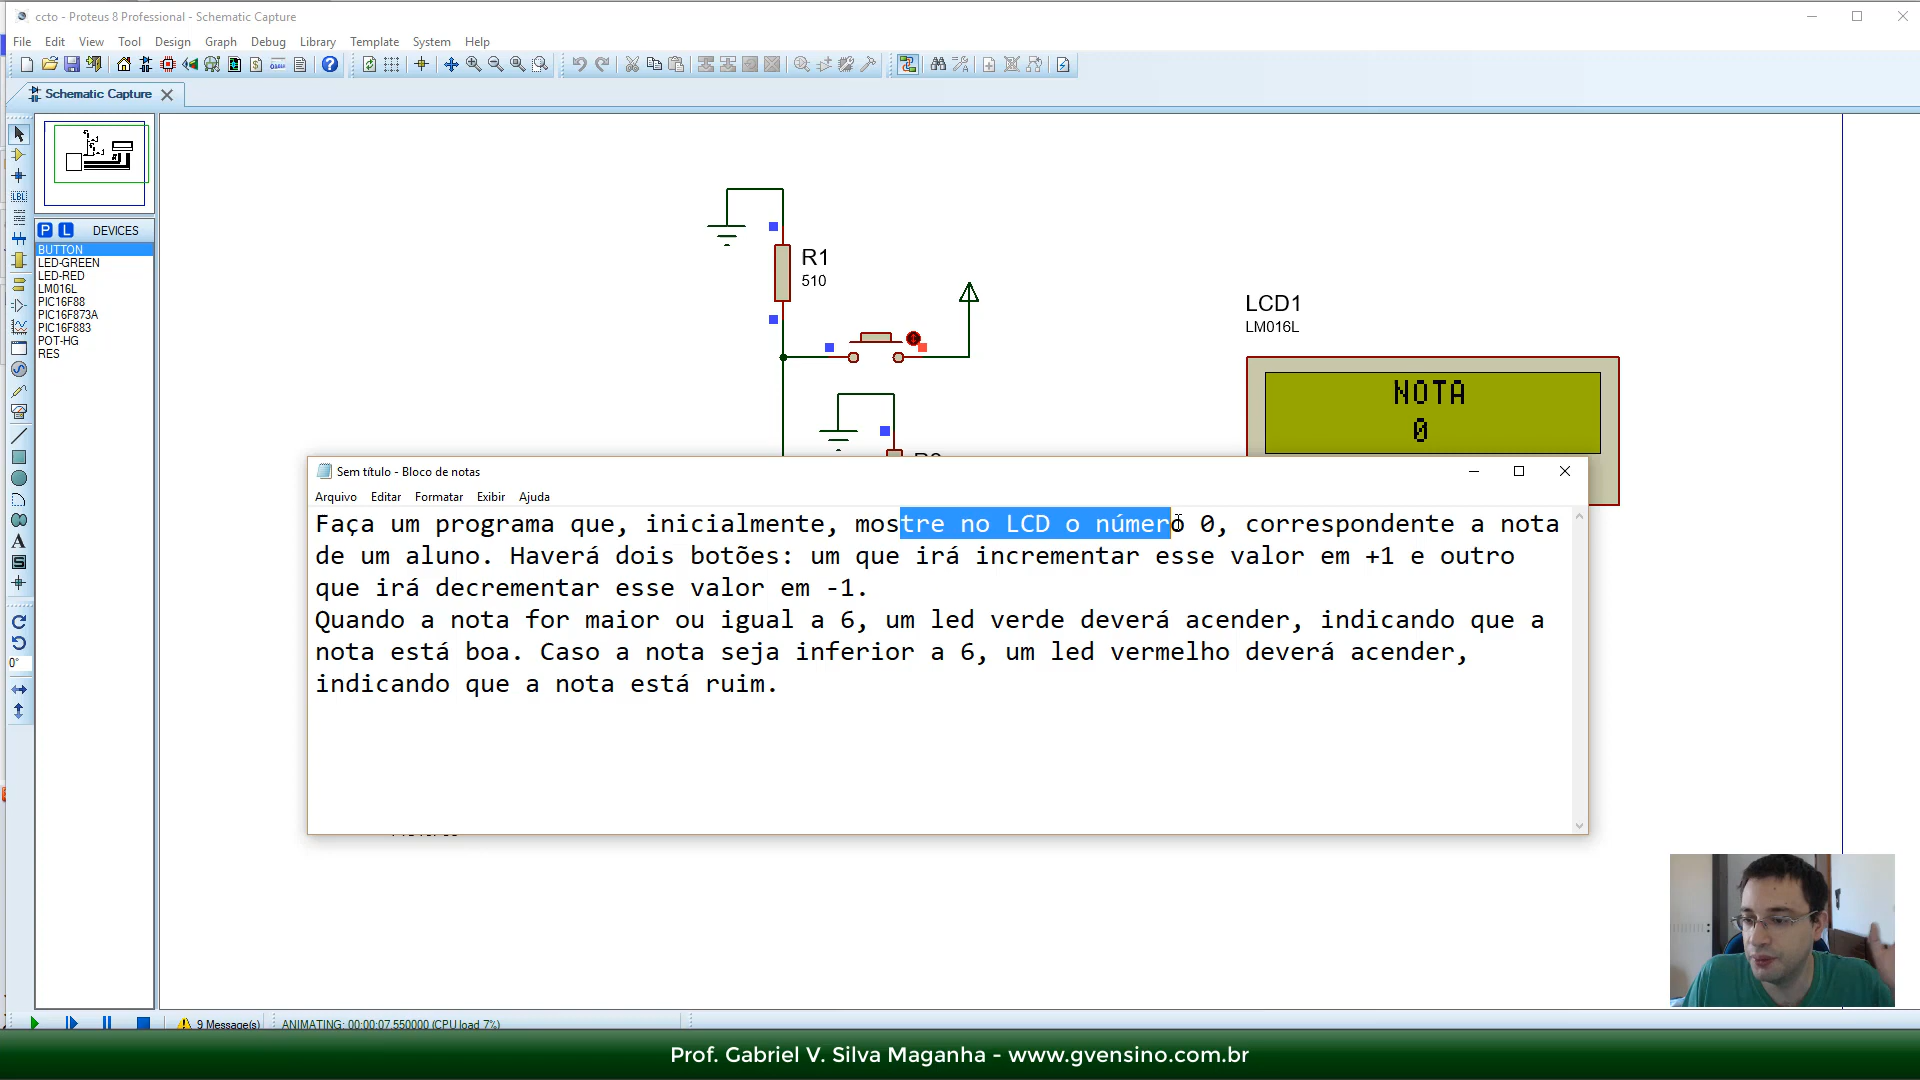 ccto - Proteus 8 Professional - Schematic Capture
File Edit View Tool Design Graph Debug Library Template System Help
Schematic Capture
P L DEVICES
BUTTON
LED-GREEN
LED-RED
LM016L
PIC16F88
PIC16F873A
PIC16F883
POT-HG
RES
LBL
A
0°
R1
510
LCD1
LM016L
NOTA
0
Sem título - Bloco de notas
Arquivo Editar Formatar Exibir Ajuda
Faça um programa que, inicialmente, mostre no LCD o número 0, correspondente a nota
de um aluno. Haverá dois botões: um que irá incrementar esse valor em +1 e outro
que irá decrementar esse valor em -1.
Quando a nota for maior ou igual a 6, um led verde deverá acender, indicando que a
nota está boa. Caso a nota seja inferior a 6, um led vermelho deverá acender,
indicando que a nota está ruim.
9 Message(s) ANIMATING: 00:00:07.550000 (CPU load 7%)
Prof. Gabriel V. Silva Maganha - www.gvensino.com.br